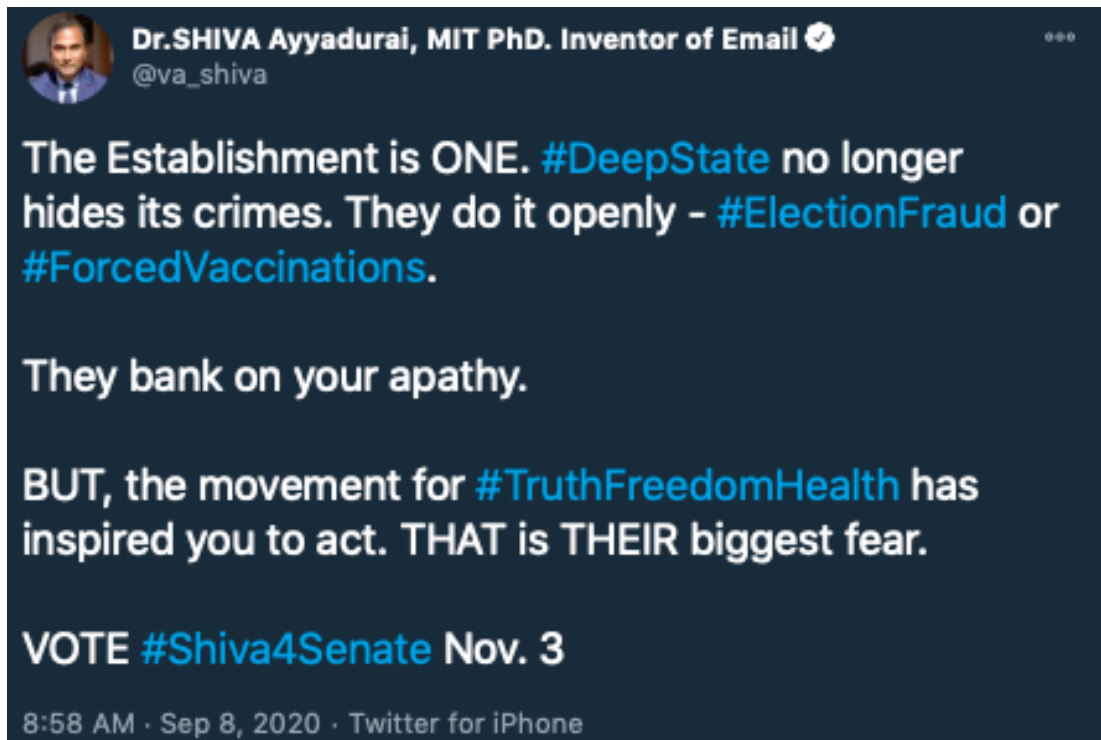 Dr.SHIVA Ayyadurai, MIT PhD. Inventor of Email
@va_shiva
The Establishment is ONE. #DeepState no longer
hides its crimes. They do it openly - #ElectionFraud or
#ForcedVaccinations.
They bank on your apathy.
BUT, the movement for #TruthFreedomHealth has
inspired you to act. THAT is THEIR biggest fear.
VOTE #Shiva4Senate Nov. 3
8:58 AM · Sep 8, 2020 · Twitter for iPhone